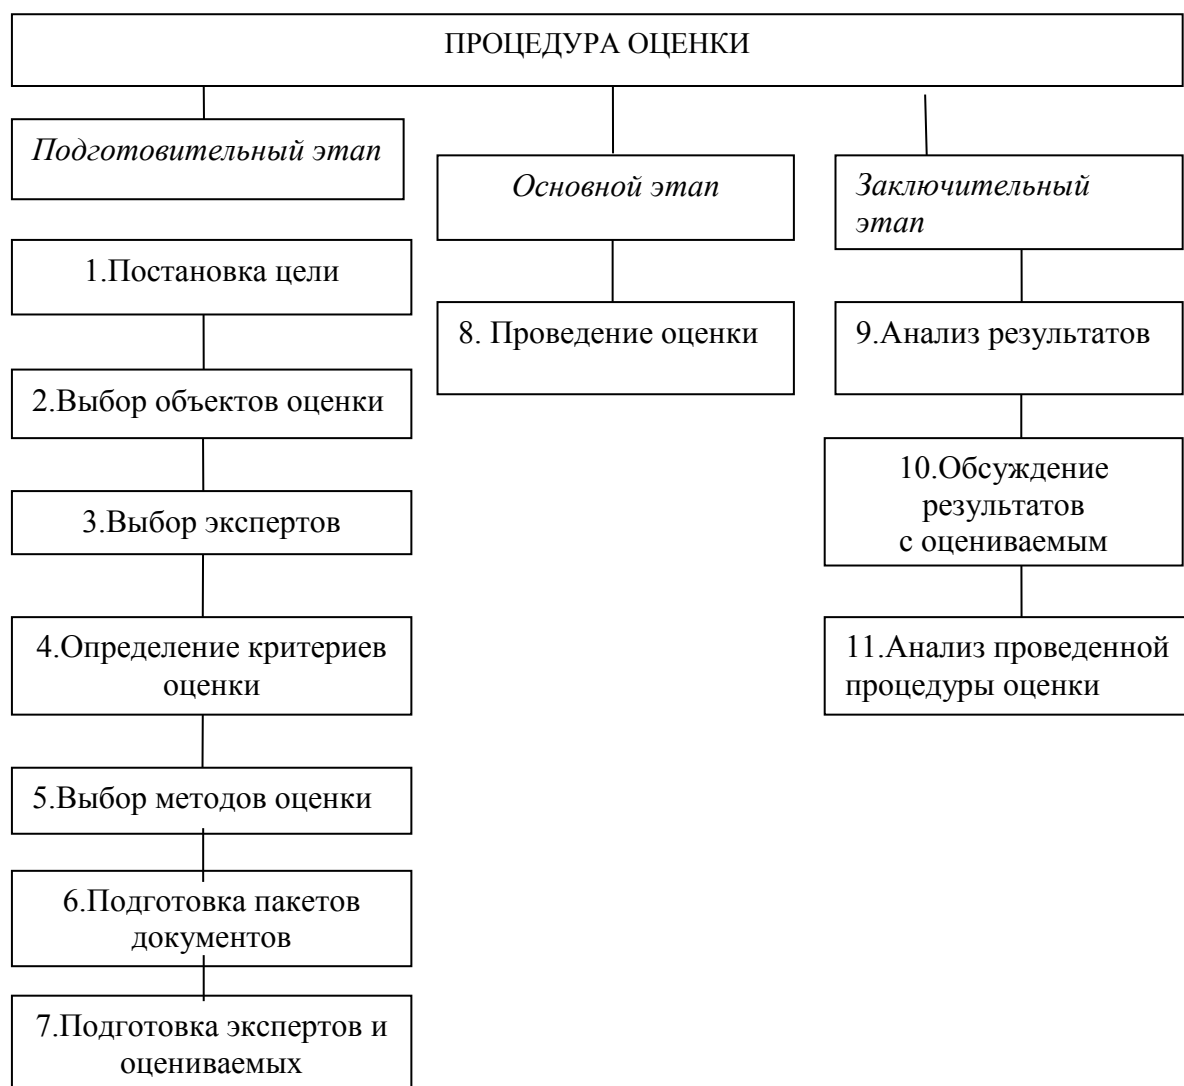 ПРОЦЕДУРА ОЦЕНКИ
Подготовительный этап
1.Постановка цели
2.Выбор объектов оценки
3.Выбор экспертов
4.Определение критериев
оценки
5.Выбор методов оценки
6.Подготовка пакетов
документов
7.Подготовка экспертов и
оцениваемых
Основной этап
8. Проведение оценки
Заключительный
этап
9.Анализ результатов
10.Обсуждение
результатов
с оцениваемым
11.Анализ проведенной
процедуры оценки